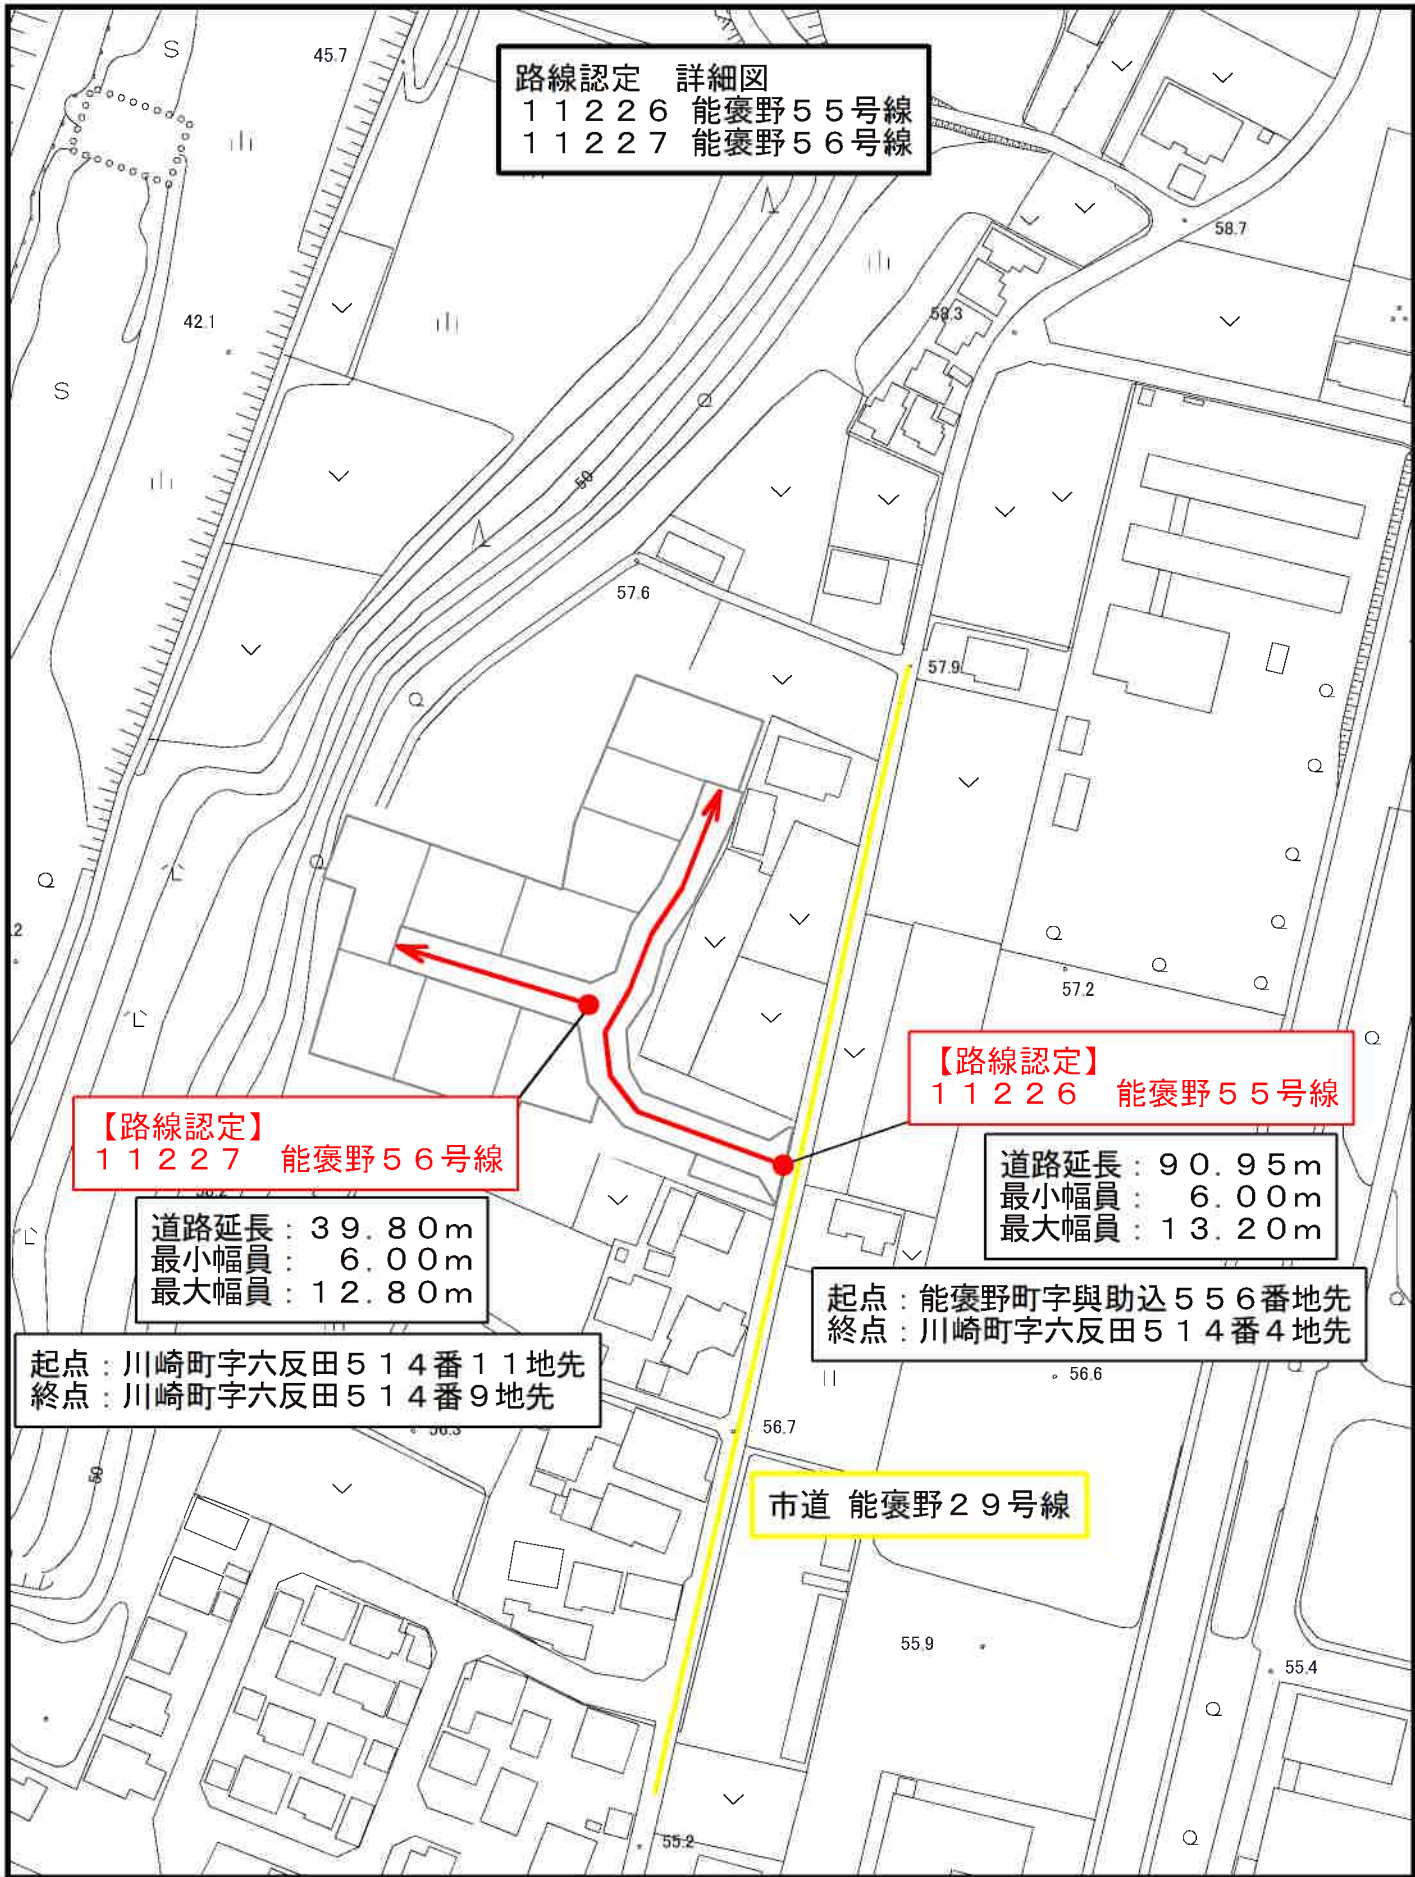 路線認定　詳細図
１１２２６ 能褒野５５号線
１１２２７ 能褒野５６号線
45.7
58.7
42.1
58.3
50
57.6
57.9
57.2
【路線認定】
１１２２６　能褒野５５号線
【路線認定】
１１２２７　能褒野５６号線
道路延長：９０.９５ｍ
最小幅員：　６.００ｍ
最大幅員：１３.２０ｍ
道路延長：３９.８０ｍ
最小幅員：　６.００ｍ
最大幅員：１２.８０ｍ
起点：能褒野町字與助込５５６番地先
終点：川崎町字六反田５１４番４地先
起点：川崎町字六反田５１４番１１地先
終点：川崎町字六反田５１４番９地先
56.6
56.7
56.3
50
市道 能褒野２９号線
55.9
55.4
55.2